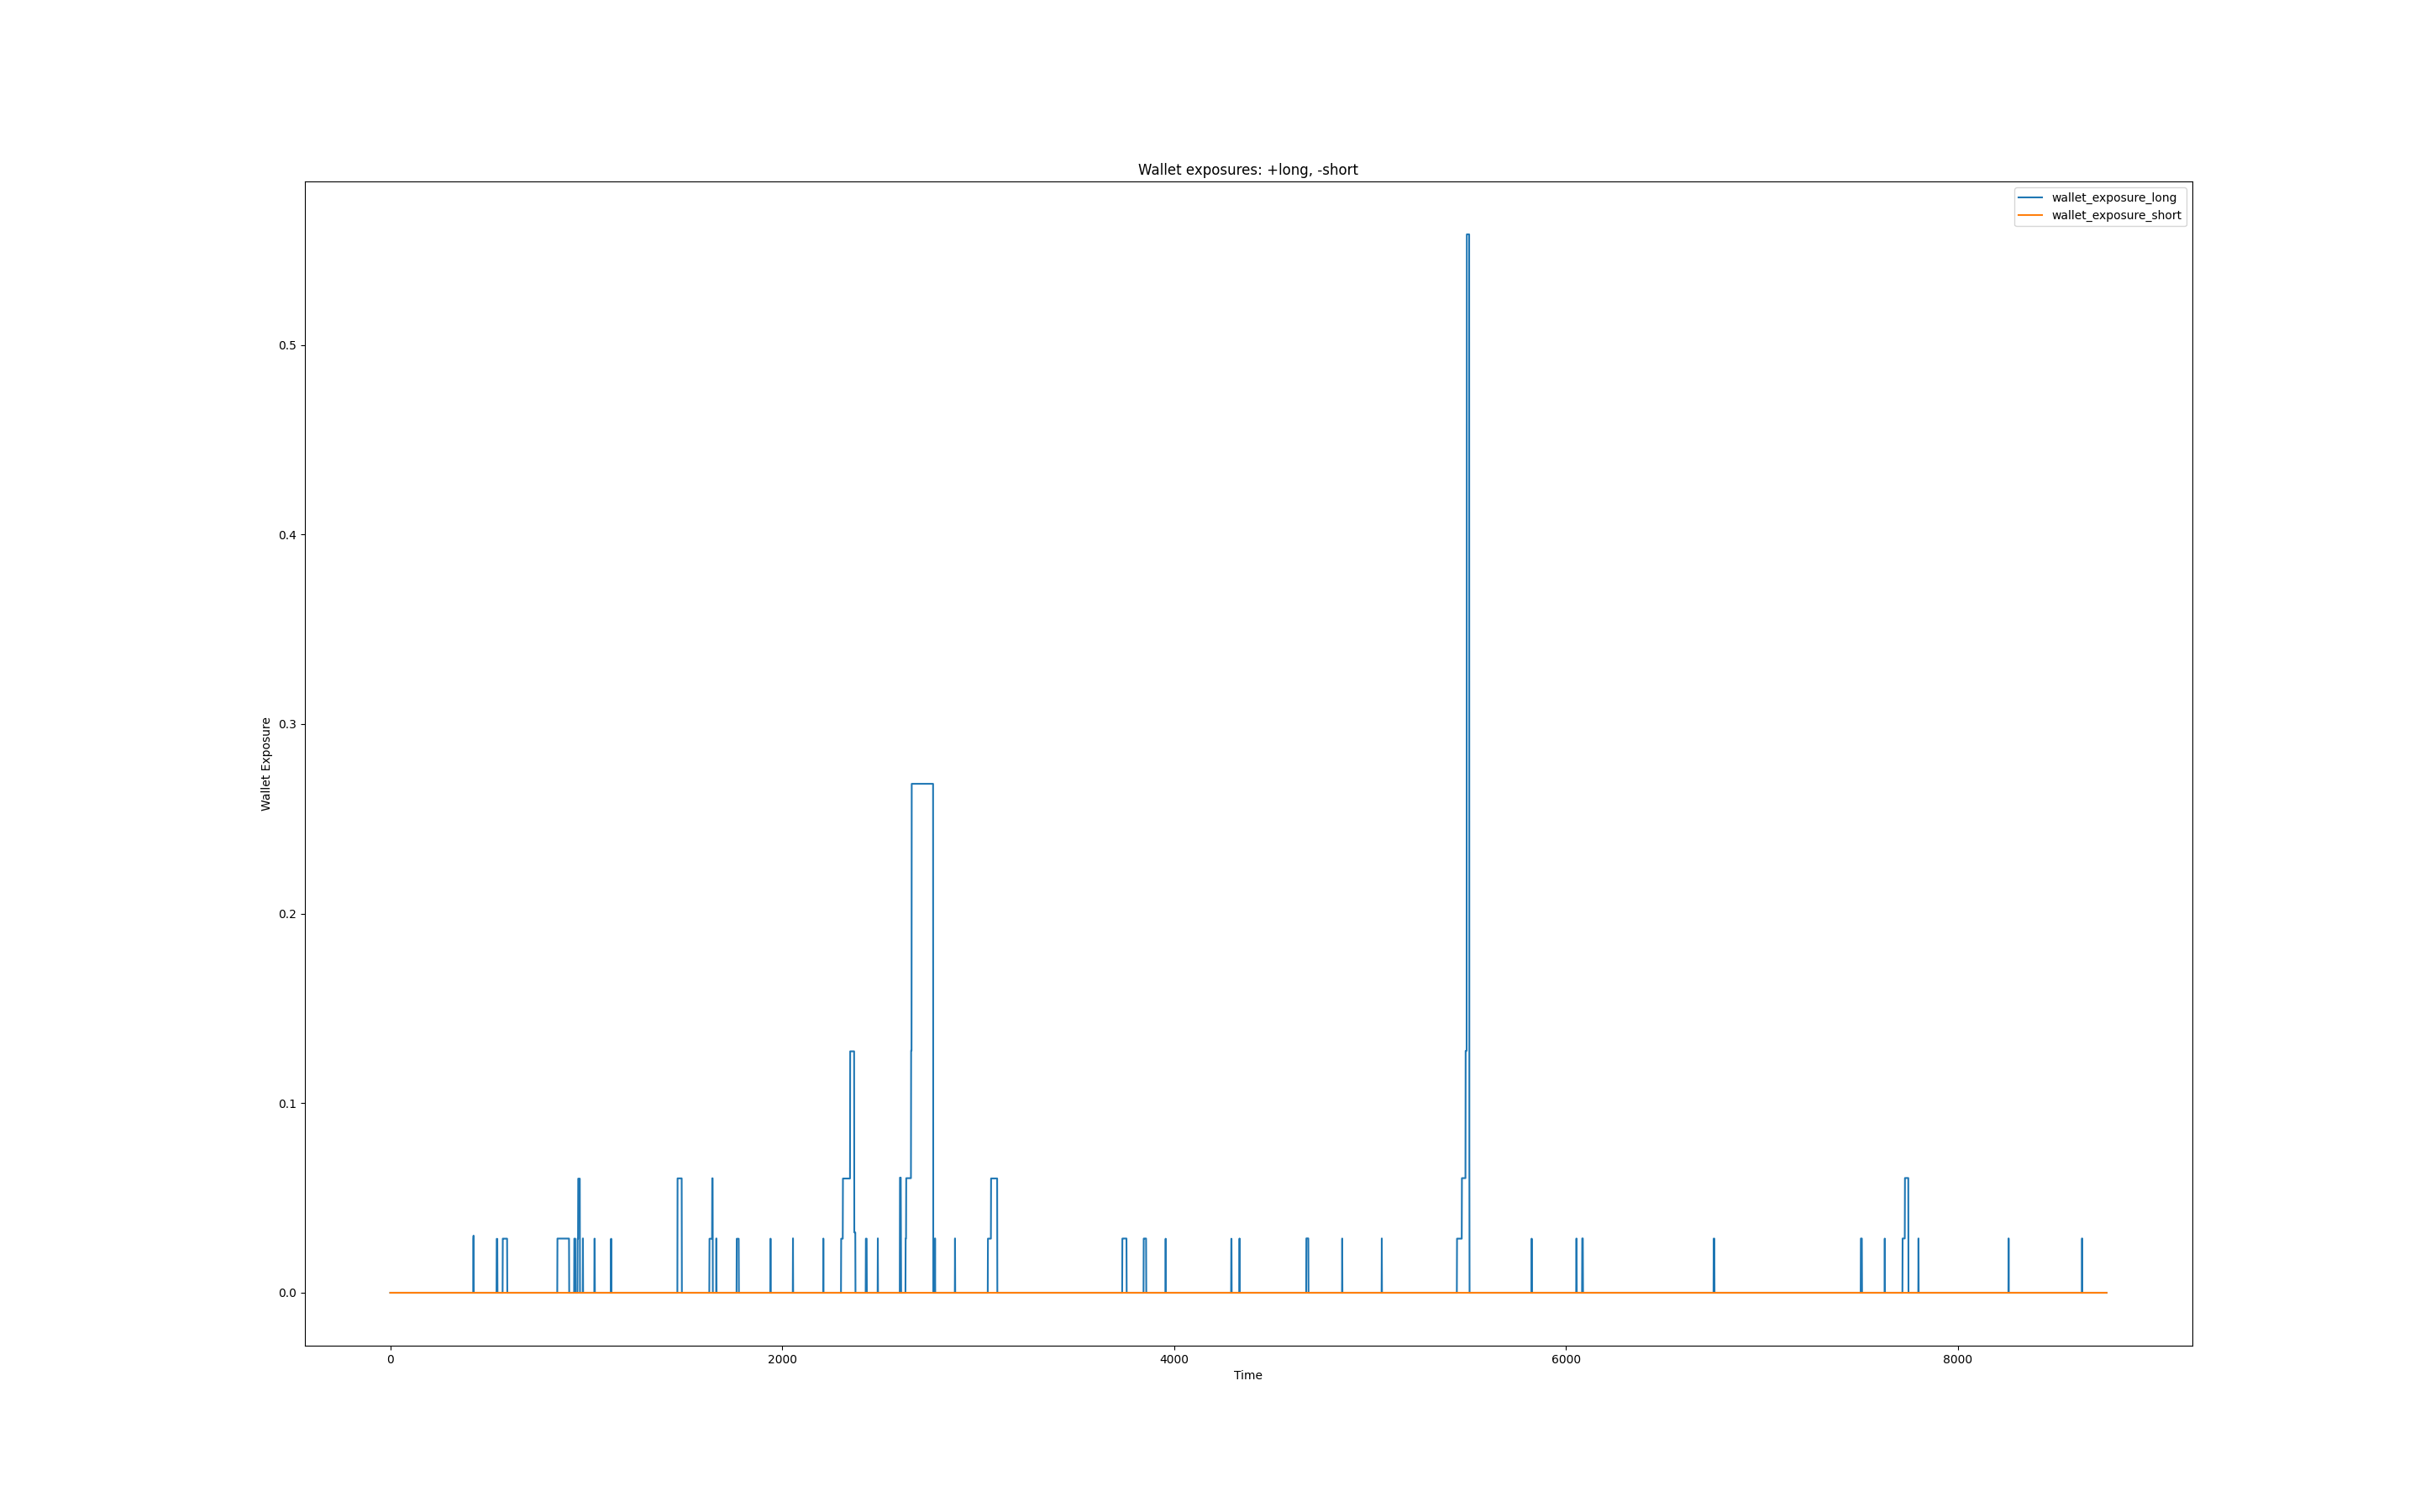 Wallet exposures: +long, -short
wallet_exposure_long
wallet_exposure_short
0.5
0.4
0.3
0.2
0.1
0.0
Wallet Exposure
0 2000 4000 6000 8000
Time